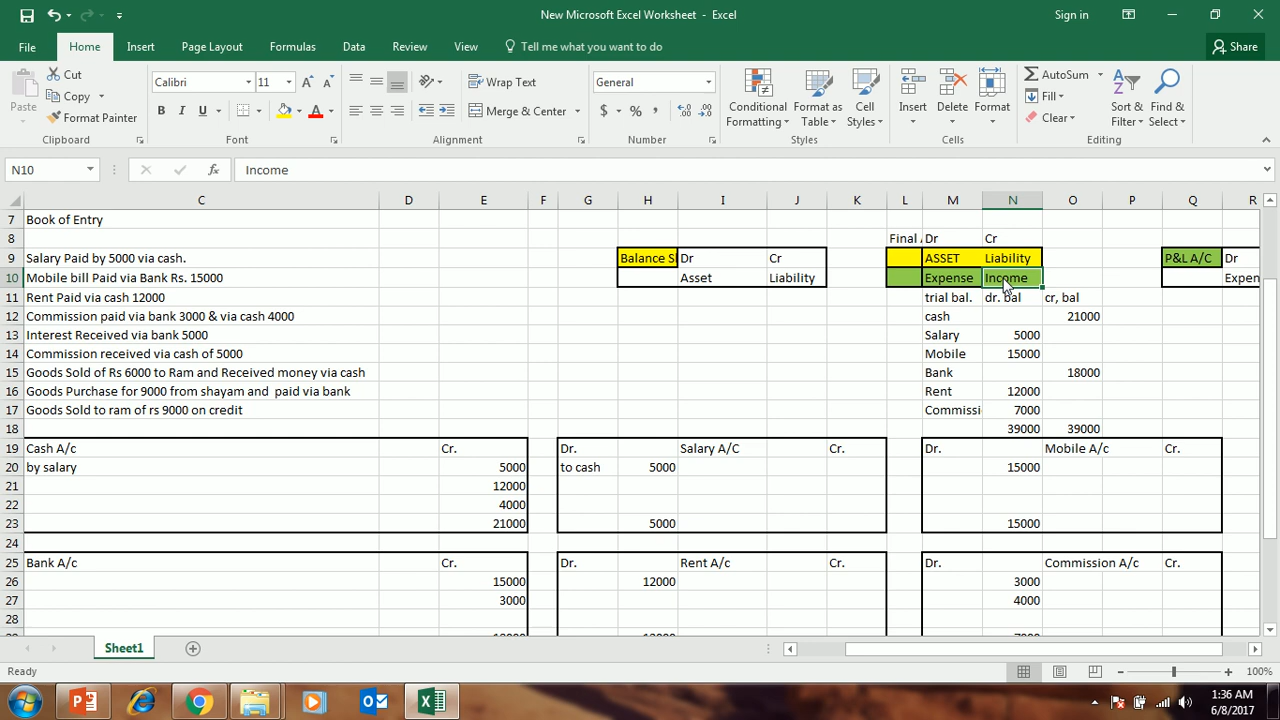 New Microsoft Excel Worksheet - Excel
Sign in
File Home Insert Page Layout Formulas Data Review View Tell me what you want to do Share
Cut
Copy
Format Painter
Paste
Clipboard
Calibri 11
B I U
Font
Wrap Text
Merge & Center
Alignment
General
$ % ,
Number
Conditional Formatting
Format as Table
Cell Styles
Styles
Insert
Delete
Format
Cells
AutoSum
Fill
Clear
Sort & Filter
Find & Select
Editing
N10 fx Income
C D E F G H I J K L M N O P Q R
7 Book of Entry
8 Final Dr Cr
9 Salary Paid by 5000 via cash. Balance S Dr Cr ASSET Liability P&L A/C Dr
10 Mobile bill Paid via Bank Rs. 15000 Asset Liability Expense Income Expen
11 Rent Paid via cash 12000 trial bal. dr. bal cr, bal
12 Commission paid via bank 3000 & via cash 4000 cash 21000
13 Interest Received via bank 5000 Salary 5000
14 Commission received via cash of 5000 Mobile 15000
15 Goods Sold of Rs 6000 to Ram and Received money via cash Bank 18000
16 Goods Purchase for 9000 from shayam and paid via bank Rent 12000
17 Goods Sold to ram of rs 9000 on credit Commissi 7000
18 39000 39000
19 Cash A/c Cr. Dr. Salary A/C Cr. Dr. Mobile A/c Cr.
20 by salary 5000 to cash 5000 15000
21 12000
22 4000
23 21000 5000 15000
24
25 Bank A/c Cr. Dr. Rent A/c Cr. Dr. Commission A/c Cr.
26 15000 12000 3000
27 3000 4000
28
Sheet1
Ready 100%
1:36 AM
6/8/2017